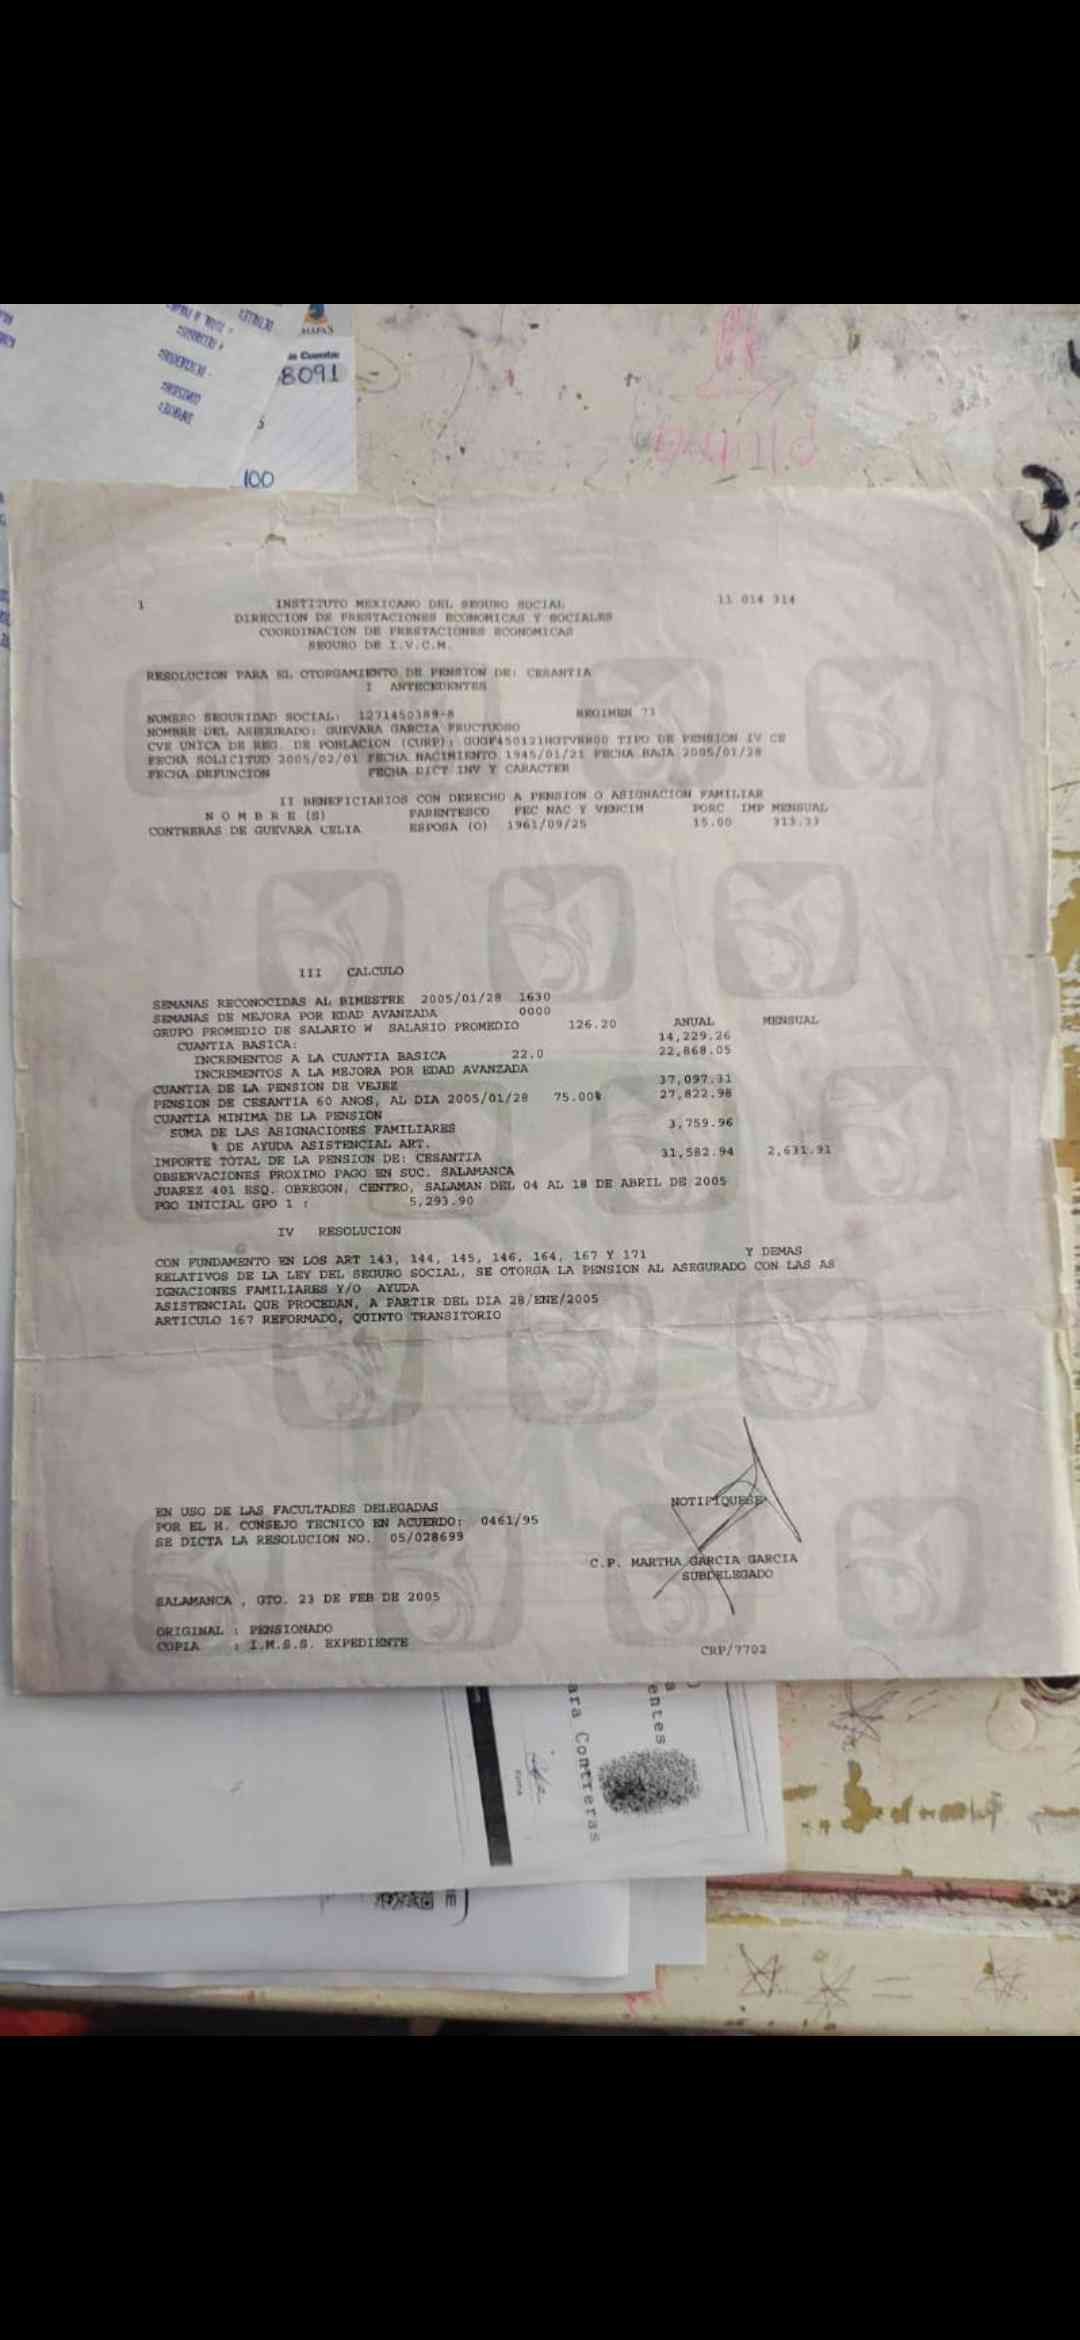 MAPAS
8091
100
1 INSTITUTO MEXICANO DEL SEGURO SOCIAL 11 014 314
DIRECCION DE PRESTACIONES ECONOMICAS Y SOCIALES
COORDINACION DE PRESTACIONES ECONOMICAS
SEGURO DE I.V.C.M.
RESOLUCION PARA EL OTORGAMIENTO DE PENSION DE: CESANTIA
I ANTECEDENTES
NUMERO SEGURIDAD SOCIAL: 1271450389-8 REGIMEN 73
NOMBRE DEL ASEGURADO: GUEVARA GARCIA FRUCTUOSO
CVE UNICA DE REG. DE POBLACION (CURP): GUGF450121HGTVRR00 TIPO DE PENSION IV CE
FECHA SOLICITUD 2005/02/01 FECHA NACIMIENTO 1945/01/21 FECHA BAJA 2005/01/28
FECHA DEFUNCION FECHA DICT INV Y CARACTER
II BENEFICIARIOS CON DERECHO A PENSION O ASIGNACION FAMILIAR
N O M B R E (S) PARENTESCO FEC NAC Y VENCIM PORC IMP MENSUAL
CONTRERAS DE GUEVARA CELIA ESPOSA (O) 1961/09/25 15.00 313.33
III CALCULO
SEMANAS RECONOCIDAS AL BIMESTRE 2005/01/28 1630
SEMANAS DE MEJORA POR EDAD AVANZADA 0000
GRUPO PROMEDIO DE SALARIO W SALARIO PROMEDIO 126.20 ANUAL MENSUAL
CUANTIA BASICA: 14,229.26
INCREMENTOS A LA CUANTIA BASICA 22.0 22,868.05
INCREMENTOS A LA MEJORA POR EDAD AVANZADA
CUANTIA DE LA PENSION DE VEJEZ 37,097.31
PENSION DE CESANTIA 60 ANOS, AL DIA 2005/01/28 75.00% 27,822.98
CUANTIA MINIMA DE LA PENSION
SUMA DE LAS ASIGNACIONES FAMILIARES 3,759.96
% DE AYUDA ASISTENCIAL ART.
IMPORTE TOTAL DE LA PENSION DE: CESANTIA 31,582.94 2,631.91
OBSERVACIONES PROXIMO PAGO EN SUC. SALAMANCA
JUAREZ 401 ESQ. OBREGON, CENTRO, SALAMAN DEL 04 AL 18 DE ABRIL DE 2005
PGO INICIAL GPO 1 : 5,293.90
IV RESOLUCION
CON FUNDAMENTO EN LOS ART 143, 144, 145, 146, 164, 167 Y 171 Y DEMAS
RELATIVOS DE LA LEY DEL SEGURO SOCIAL, SE OTORGA LA PENSION AL ASEGURADO CON LAS AS
IGNACIONES FAMILIARES Y/O AYUDA
ASISTENCIAL QUE PROCEDAN, A PARTIR DEL DIA 28/ENE/2005
ARTICULO 167 REFORMADO, QUINTO TRANSITORIO
EN USO DE LAS FACULTADES DELEGADAS
POR EL H. CONSEJO TECNICO EN ACUERDO: 0461/95
SE DICTA LA RESOLUCION NO. 05/028699
NOTIFIQUESE
C.P. MARTHA GARCIA GARCIA
SUBDELEGADO
SALAMANCA , GTO. 23 DE FEB DE 2005
ORIGINAL : PENSIONADO
COPIA : I.M.S.S. EXPEDIENTE
CRP/7702
entes
ara Contreras
Firma